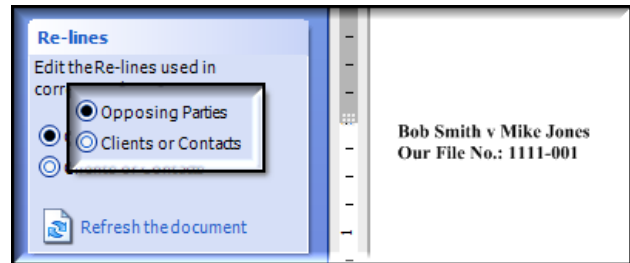 Re-lines
Edit the Re-lines used in
Opposing Parties
Clients or Contacts
Refresh the document
Bob Smith v Mike Jones
Our File No.: 1111-001
1